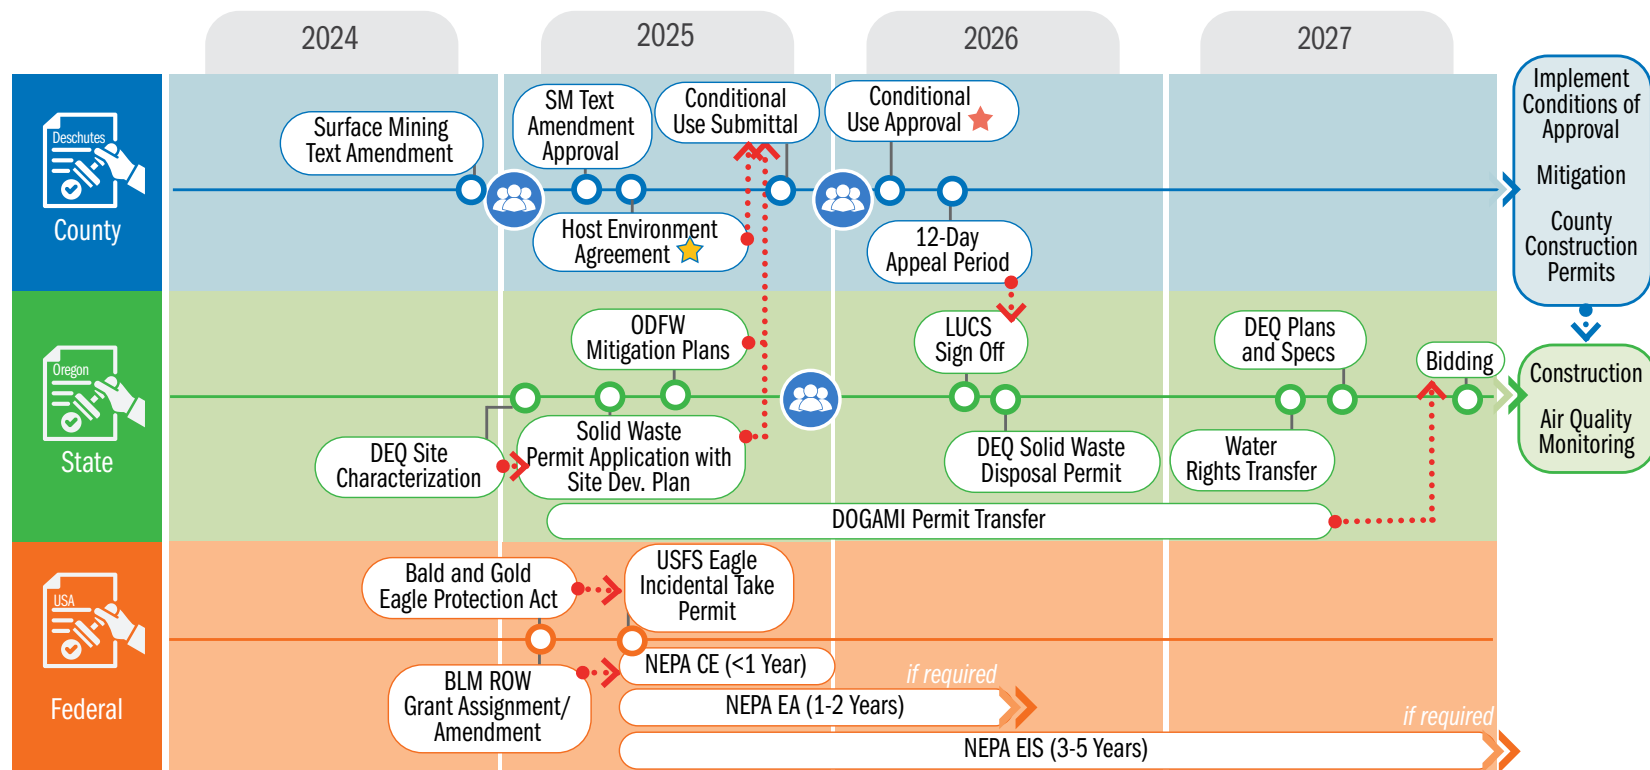 2024
2025
2026
2027
Deschutes
County
Surface Mining
Text Amendment
SM Text
Amendment
Approval
Conditional
Use Submittal
Conditional
Use Approval
Host Environment
Agreement
12-Day
Appeal Period
Implement
Conditions of
Approval
Mitigation
County
Construction
Permits
Oregon
State
ODFW
Mitigation Plans
LUCS
Sign Off
DEQ Plans
and Specs
Bidding
DEQ Site
Characterization
Solid Waste
Permit Application with
Site Dev. Plan
DEQ Solid Waste
Disposal Permit
Water
Rights Transfer
DOGAMI Permit Transfer
Construction
Air Quality
Monitoring
USA
Federal
Bald and Gold
Eagle Protection Act
USFS Eagle
Incidental Take
Permit
BLM ROW
Grant Assignment/
Amendment
NEPA CE (<1 Year)
if required
NEPA EA (1-2 Years)
if required
NEPA EIS (3-5 Years)